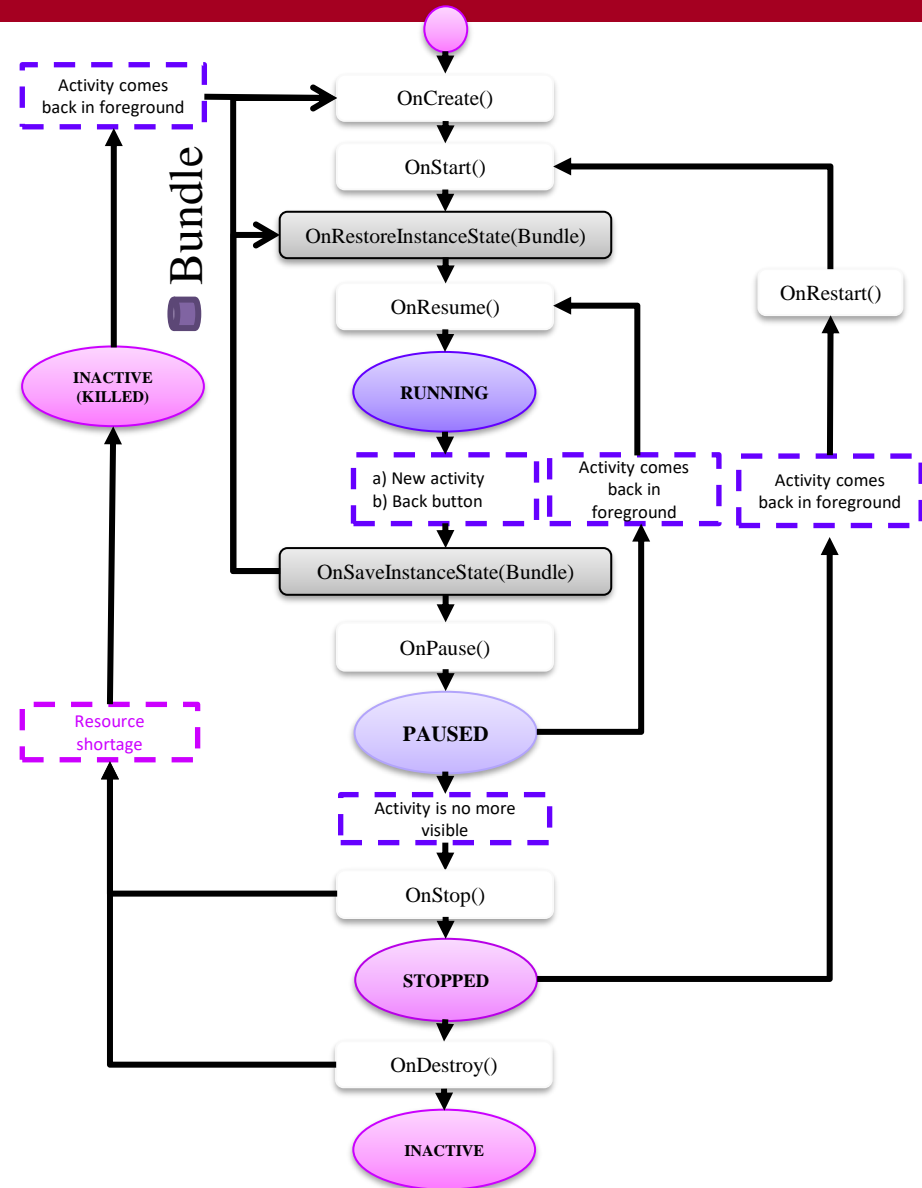 Activity comes
back in foreground
OnCreate()
Bundle
OnStart()
OnRestoreInstanceState(Bundle)
OnResume()
OnRestart()
INACTIVE
(KILLED)
RUNNING
a) New activity
b) Back button
Activity comes
back in
foreground
Activity comes
back in foreground
OnSaveInstanceState(Bundle)
OnPause()
Resource
shortage
PAUSED
Activity is no more
visible
OnStop()
STOPPED
OnDestroy()
INACTIVE